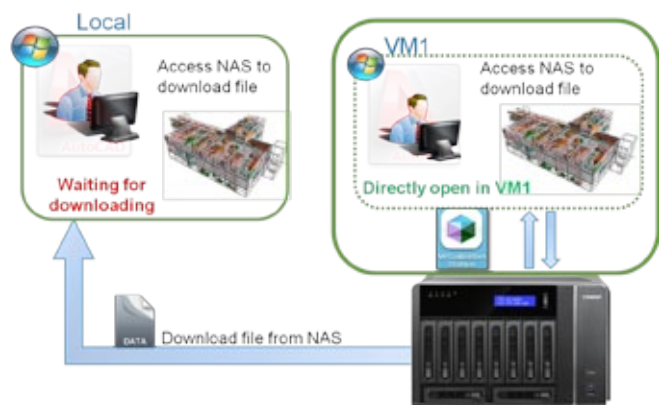 Local
Access NAS to
download file
AutoCAD
Waiting for
downloading
VM1
Access NAS to
download file
Directly open in VM1
DATA
Download file from NAS